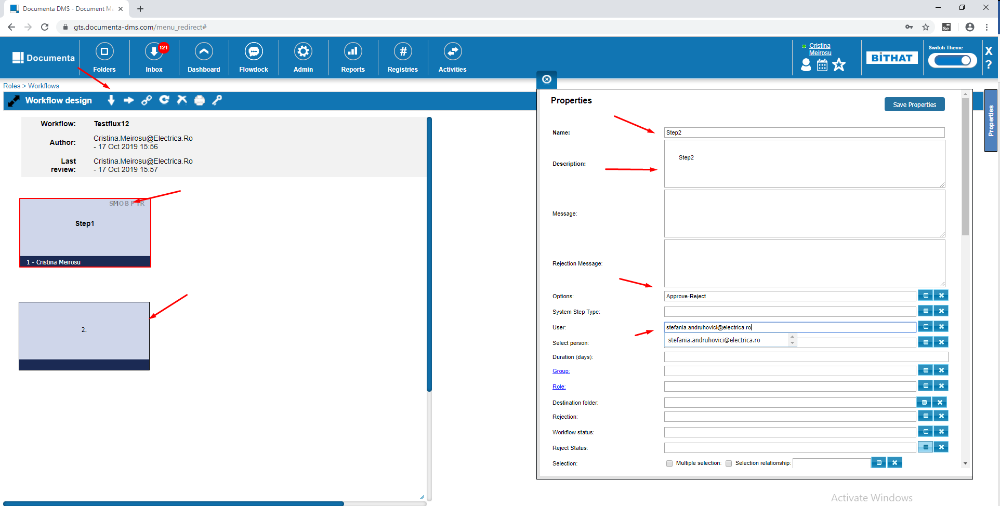 Documenta DMS - Document Ma
gts.documenta-dms.com/menu_redirect#
Se
Documenta
Folders
121
Inbox
Dashboard
Flowdock
Admin
Reports
#
Registries
Activities
Cristina
Meirosu
BiTHAT
Switch Theme
X
?
Roles > Workflows
Workflow design
Workflow: Testflux12
Author: Cristina.Meirosu@Electrica.Ro
- 17 Oct 2019 15:56
Last review: Cristina.Meirosu@Electrica.Ro
- 17 Oct 2019 15:57
Step1
1 - Cristina Meirosu
2.
Properties
Save Properties
Properties
Name: Step2
Description: Step2
Message:
Rejection Message:
Options: Approve-Reject
System Step Type:
User: stefania.andruhovici@electrica.ro
stefania.andruhovici@electrica.ro
Select person:
Duration (days):
Group:
Role:
Destination folder:
Rejection:
Workflow status:
Reject Status:
Selection: Multiple selection: Selection relationship:
Activate Windows